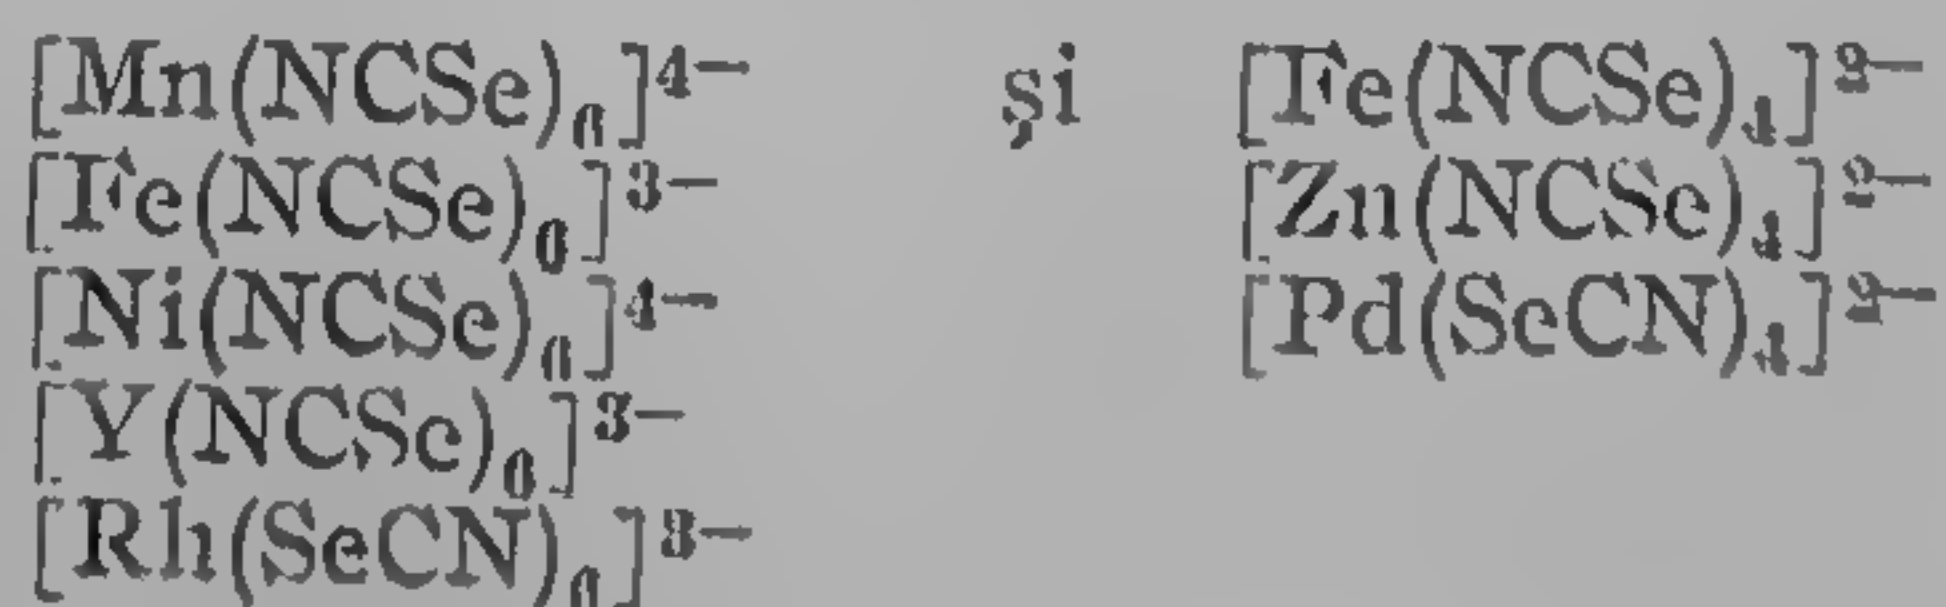 [Mn(NCSe)₆]⁴⁻ și [Fe(NCSe)₄]²⁻
[Fe(NCSe)₆]³⁻ [Zn(NCSe)₄]²⁻
[Ni(NCSe)₆]⁴⁻ [Pd(SeCN)₄]²⁻
[Y(NCSe)₆]³⁻
[Rh(SeCN)₆]³⁻